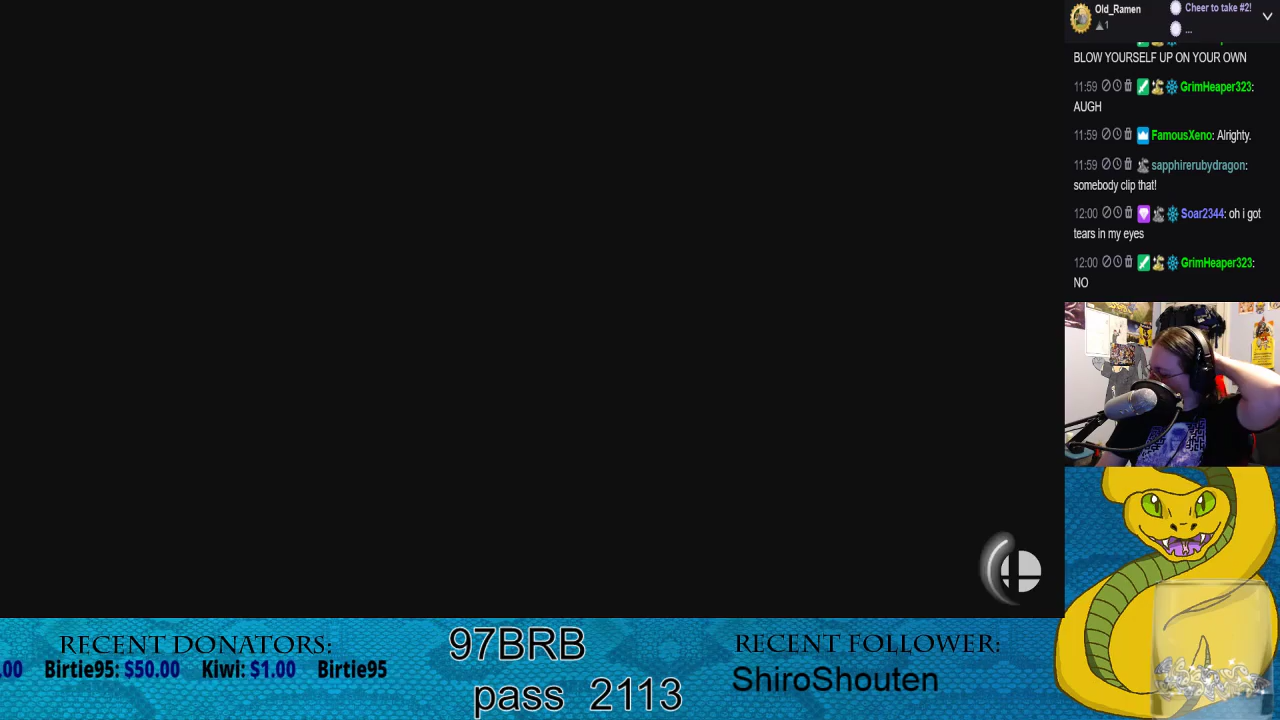 Old_Ramen
1
Cheer to take #2!
...
BLOW YOURSELF UP ON YOUR OWN
11:59 GrimHeaper323:
AUGH
11:59 FamousXeno: Alrighty.
11:59 sapphirerubydragon:
somebody clip that!
12:00 Soar2344: oh i got
tears in my eyes
12:00 GrimHeaper323:
NO
RECENT DONATORS:
.00 Birtie95: $50.00 Kiwi: $1.00 Birtie95
97BRB
pass 2113
RECENT FOLLOWER:
ShiroShouten